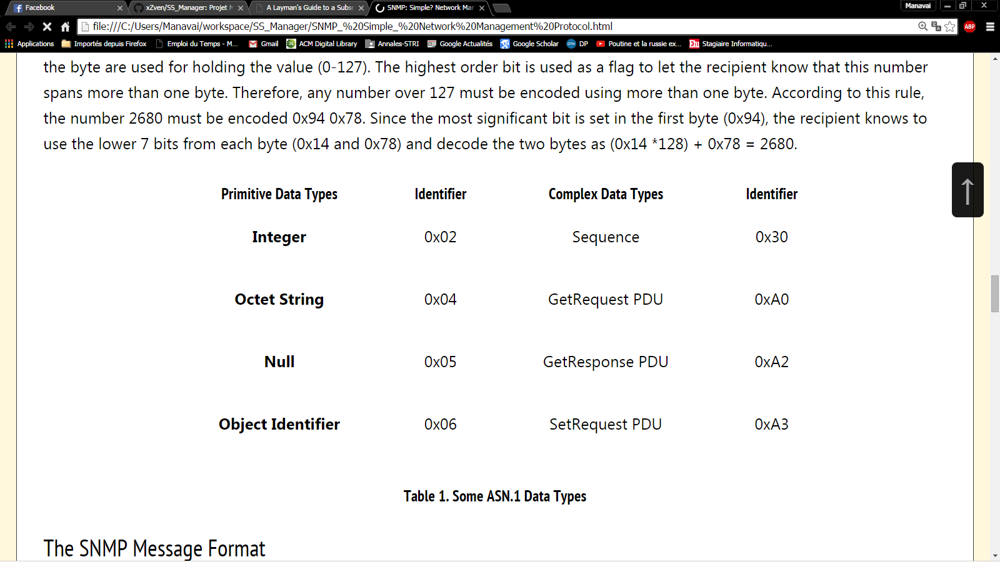 Facebook
xZven/SS_Manager: Projet M
A Layman's Guide to a Subse
SNMP: Simple? Network Man
Manavai
file:///C:/Users/Manavai/workspace/SS_Manager/SNMP_%20Simple_%20Network%20Management%20Protocol.html
ABP
Applications
Importés depuis Firefox
Emploi du Temps - M...
Gmail
ACM Digital Library
Annales-STRI
Google Actualités
Google Scholar
DP
Poutine et la russie ex...
Stagiaire Informatiqu...
the byte are used for holding the value (0-127). The highest order bit is used as a flag to let the recipient know that this number
spans more than one byte. Therefore, any number over 127 must be encoded using more than one byte. According to this rule,
the number 2680 must be encoded 0x94 0x78. Since the most significant bit is set in the first byte (0x94), the recipient knows to
use the lower 7 bits from each byte (0x14 and 0x78) and decode the two bytes as (0x14 *128) + 0x78 = 2680.
Primitive Data Types Identifier Complex Data Types Identifier
Integer 0x02 Sequence 0x30
Octet String 0x04 GetRequest PDU 0xA0
Null 0x05 GetResponse PDU 0xA2
Object Identifier 0x06 SetRequest PDU 0xA3
Table 1. Some ASN.1 Data Types
The SNMP Message Format